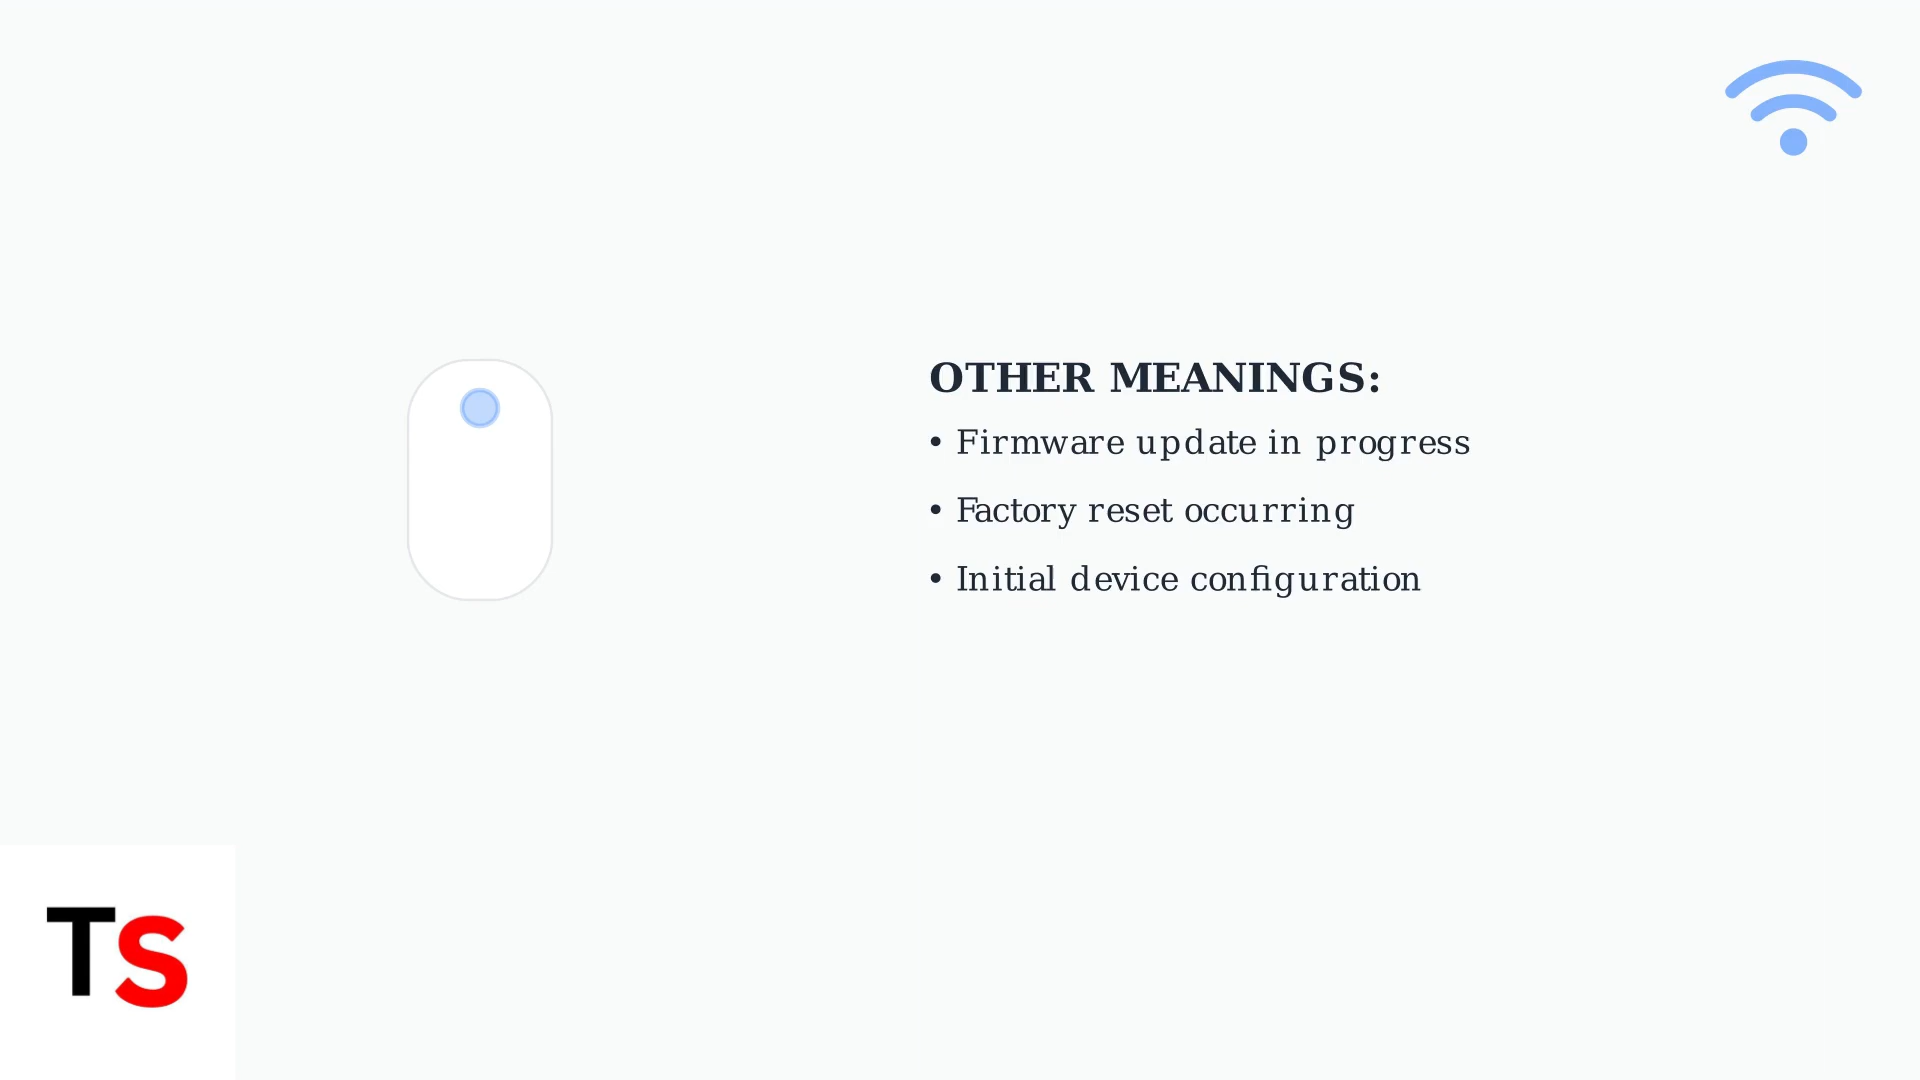 OTHER MEANINGS:
• Firmware update in progress
• Factory reset occurring
• Initial device configuration
TS